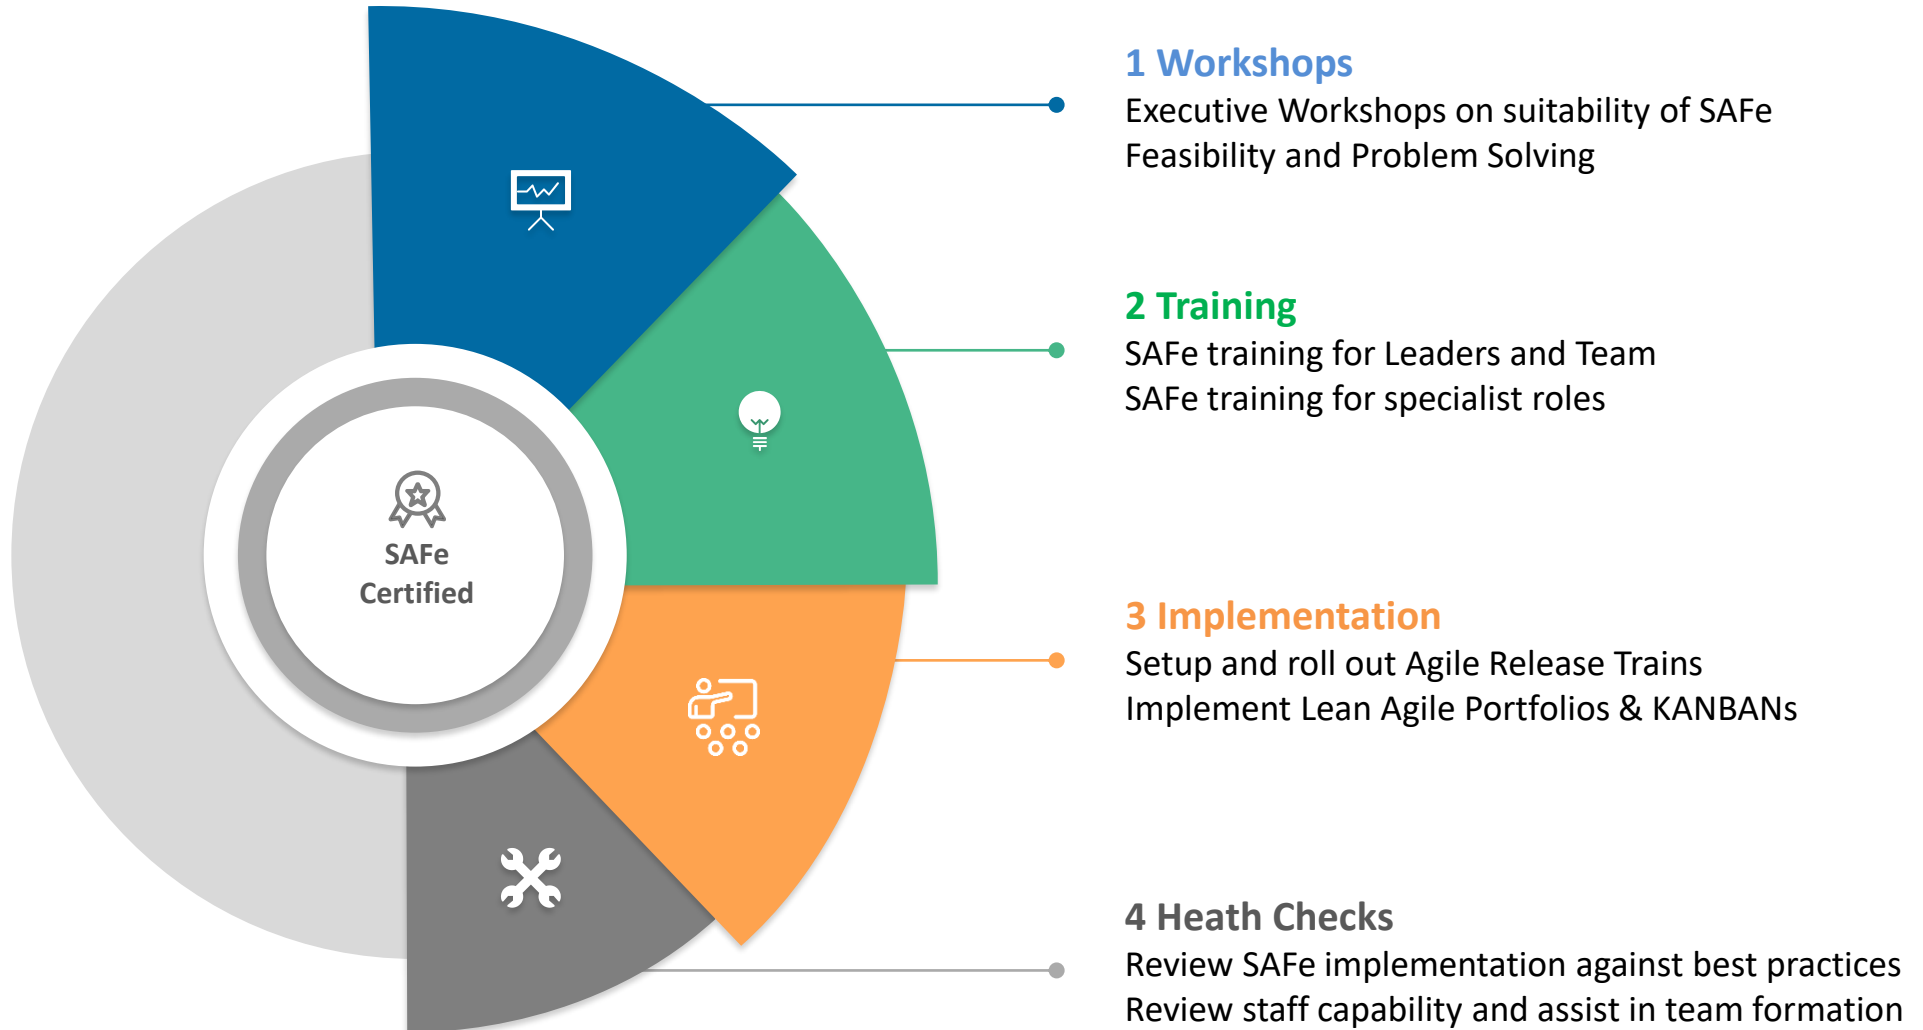 1 Workshops
Executive Workshops on suitability of SAFe
Feasibility and Problem Solving
2 Training
SAFe training for Leaders and Team
SAFe training for specialist roles
SAFe
Certified
3 Implementation
Setup and roll out Agile Release Trains
Implement Lean Agile Portfolios & KANBANs
4 Heath Checks
Review SAFe implementation against best practices
Review staff capability and assist in team formation